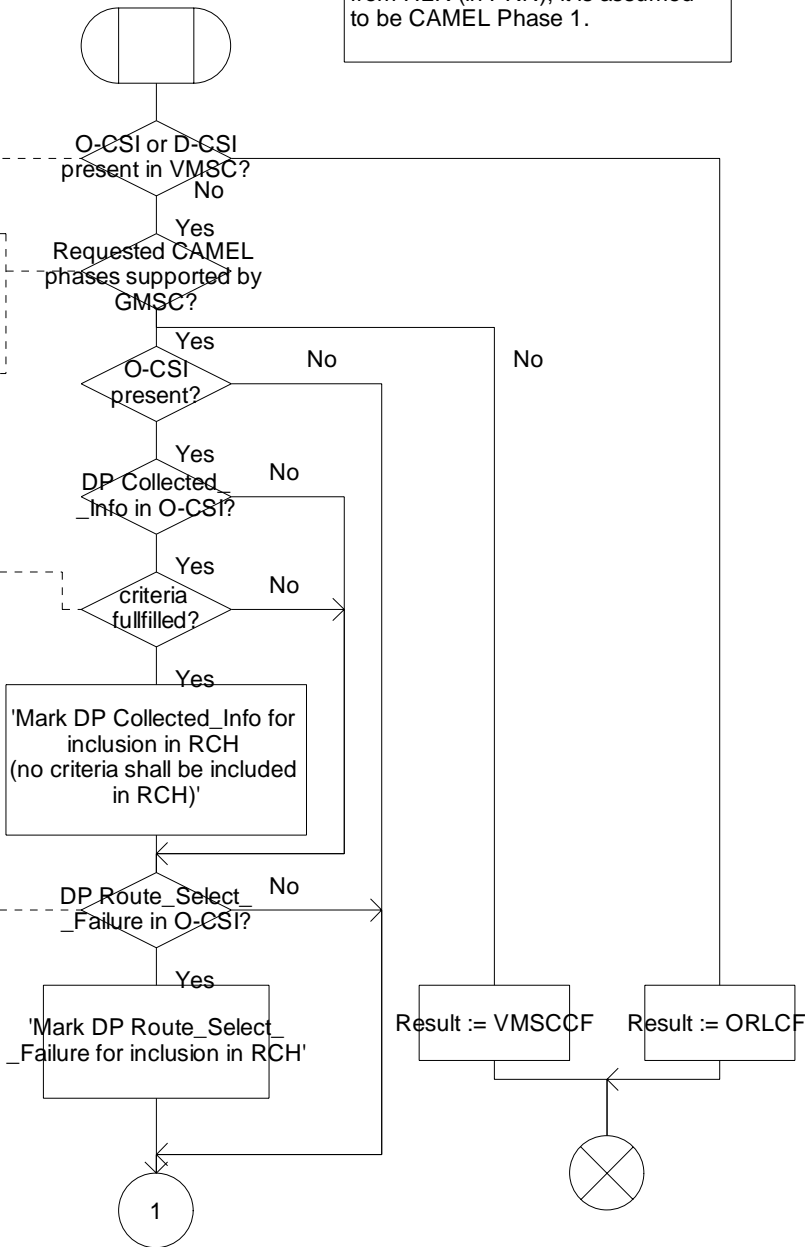 to be CAMEL Phase 1.
O-CSI or D-CSI
present in VMSC?
No
Yes
Requested CAMEL
phases supported by
GMSC?
Yes
No
No
O-CSI
present?
Yes
DP Collected_
_Info in O-CSI?
No
Yes
criteria
fullfilled?
No
Yes
'Mark DP Collected_Info for
inclusion in RCH
(no criteria shall be included
in RCH)'
DP Route_Select_
_Failure in O-CSI?
No
Yes
'Mark DP Route_Select_
_Failure for inclusion in RCH'
Result := VMSCCF
Result := ORLCF
1